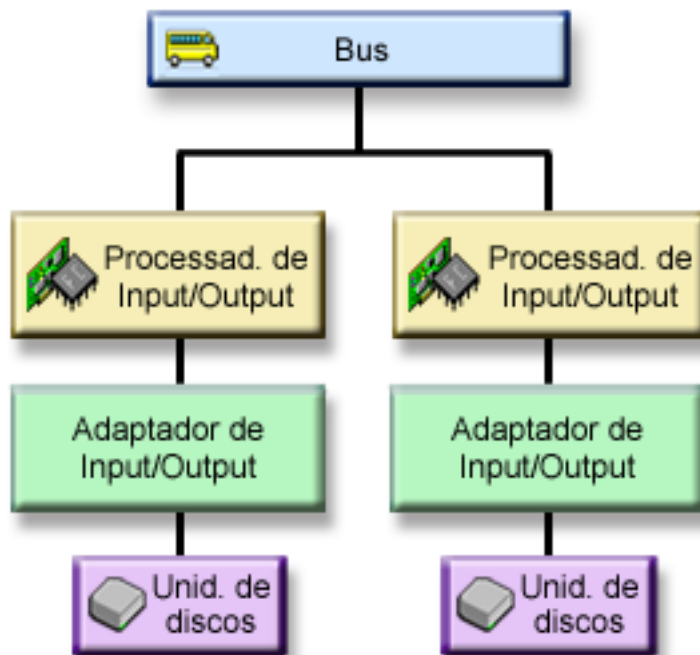 Bus
Processad. de
Input/Output
Processad. de
Input/Output
Adaptador de
Input/Output
Adaptador de
Input/Output
Unid. de
discos
Unid. de
discos